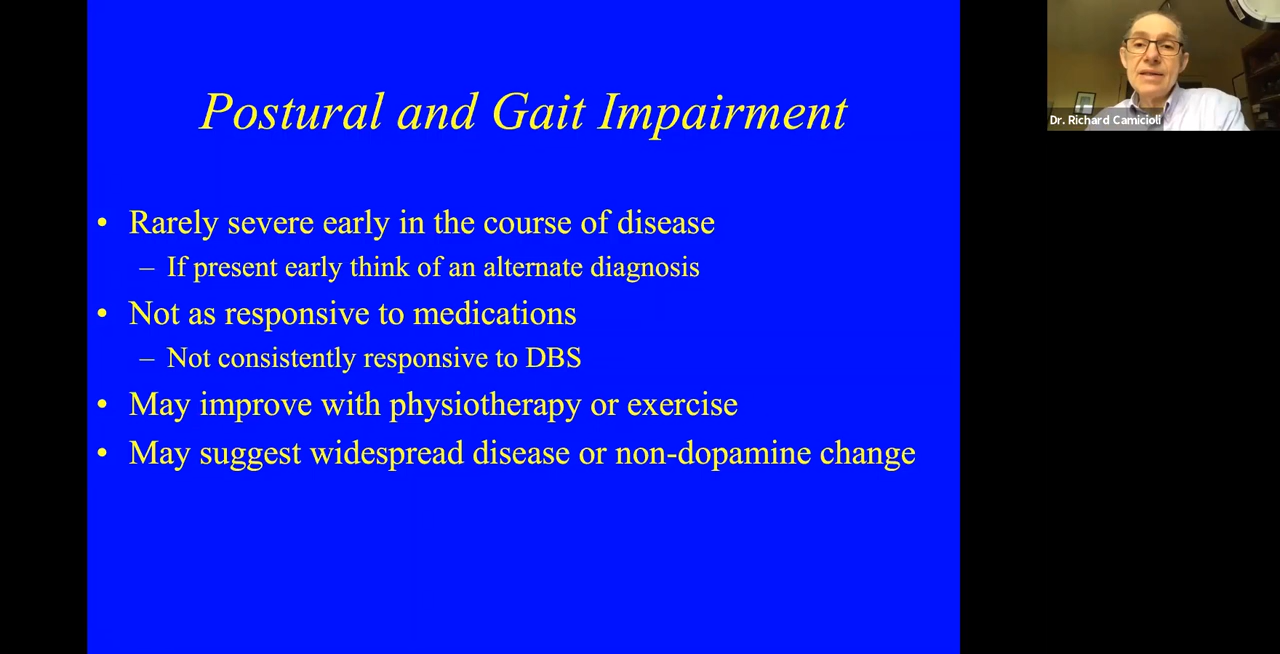 Postural and Gait Impairment
• Rarely severe early in the course of disease
– If present early think of an alternate diagnosis
• Not as responsive to medications
– Not consistently responsive to DBS
• May improve with physiotherapy or exercise
• May suggest widespread disease or non-dopamine change
Dr. Richard Camicioli